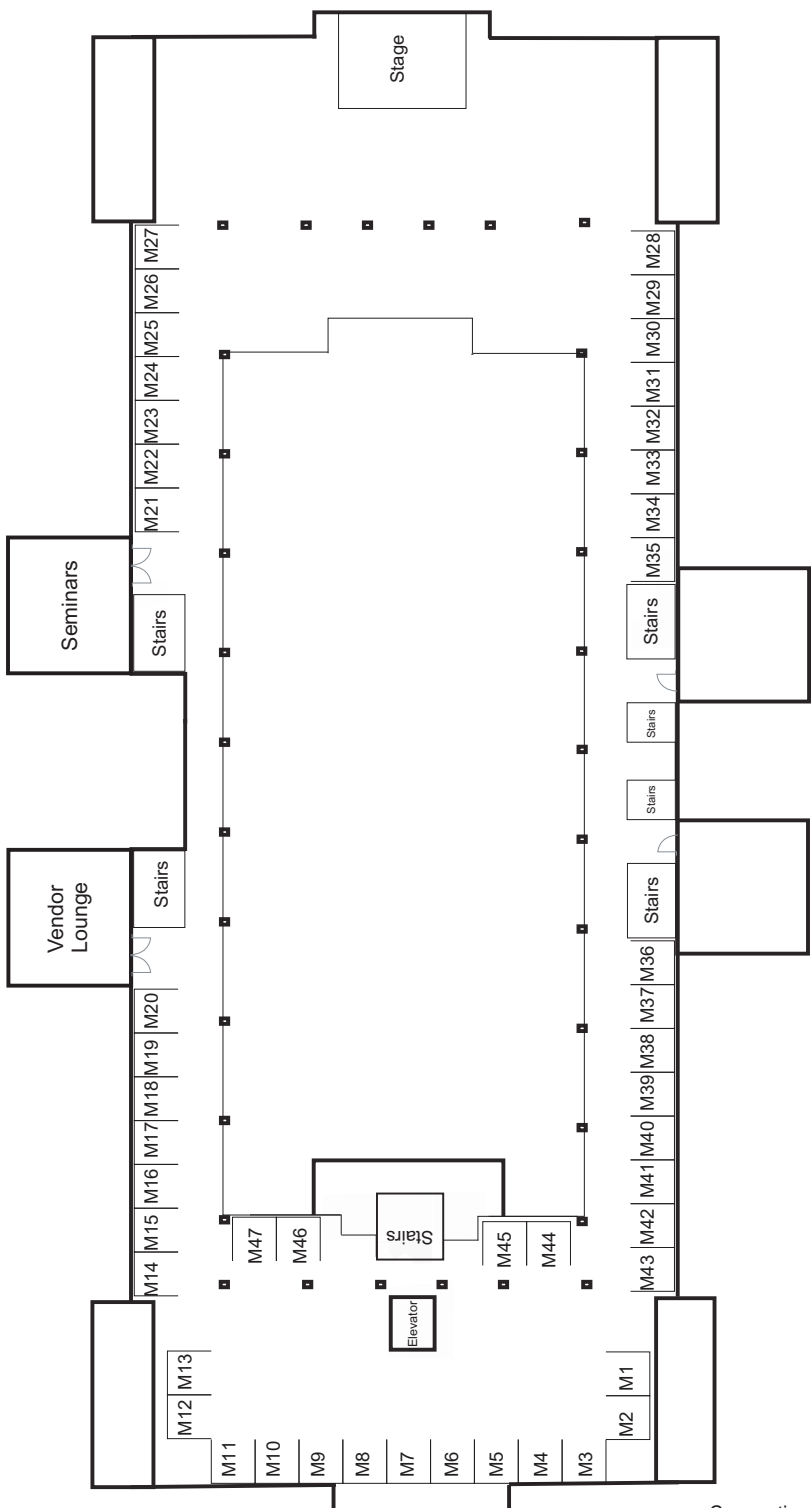 Stage
M27
M28
M26
M29
M25
M30
M24
M31
M23
M32
M22
M33
M21
M34
M35
Seminars
Stairs
Stairs
Stairs
Stairs
Vendor
Lounge
Stairs
Stairs
M36
M20
M37
M19
M38
M18
M39
M17
M40
M16
M41
M15
M42
M47
M46
Stairs
M45
M44
M14
M43
Elevator
M13
M1
M12
M2
M11
M10
M9
M8
M7
M6
M5
M4
M3